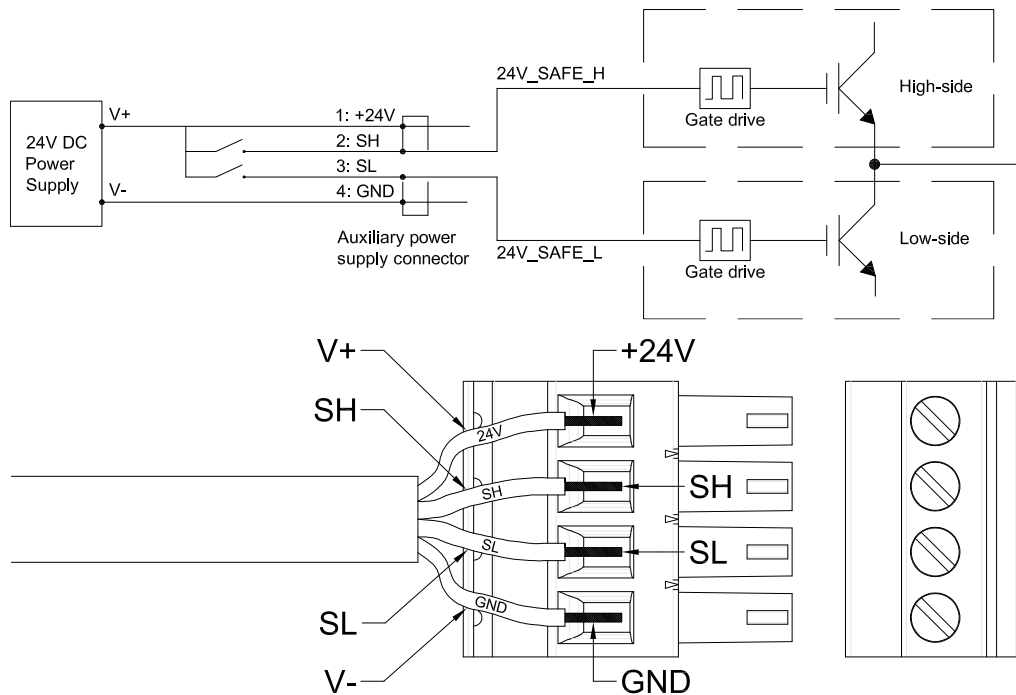 24V_SAFE_H
High-side
Gate drive
V+
1: +24V
2: SH
3: SL
4: GND
24V DC
Power
Supply
V-
Auxiliary power
supply connector
24V_SAFE_L
Gate drive
Low-side
V+
+24V
SH
24V
SH
SH
SL
SL
SL
GND
V-
GND